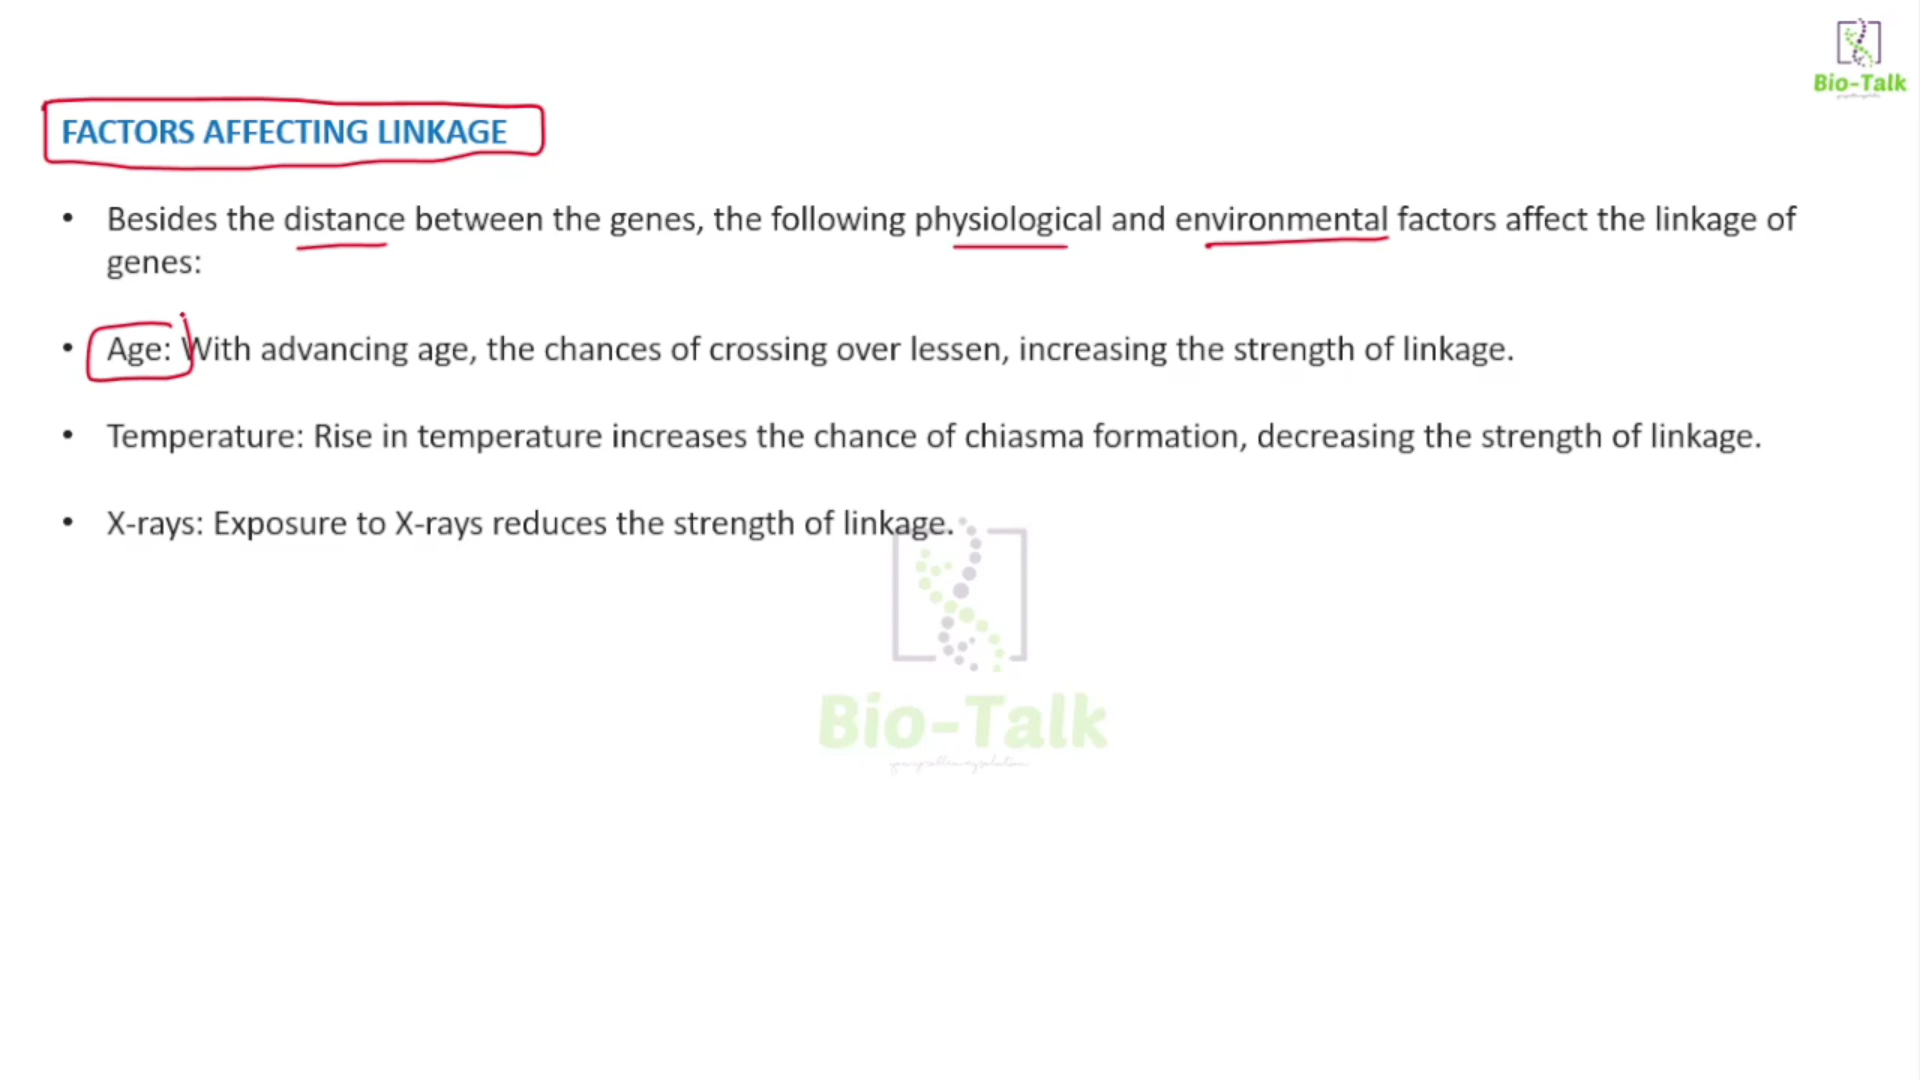 Bio-Talk
FACTORS AFFECTING LINKAGE
• Besides the distance between the genes, the following physiological and environmental factors affect the linkage of
genes:
• Age: With advancing age, the chances of crossing over lessen, increasing the strength of linkage.
• Temperature: Rise in temperature increases the chance of chiasma formation, decreasing the strength of linkage.
• X-rays: Exposure to X-rays reduces the strength of linkage.
Bio-Talk